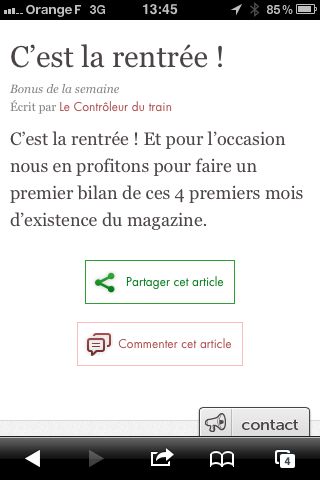 Orange F 3G 13:45 85 %
C’est la rentrée !
Bonus de la semaine
Écrit par Le Contrôleur du train
C’est la rentrée ! Et pour l’occasion
nous en profitons pour faire un
premier bilan de ces 4 premiers mois
d’existence du magazine.
Partager cet article
Commenter cet article
contact
4